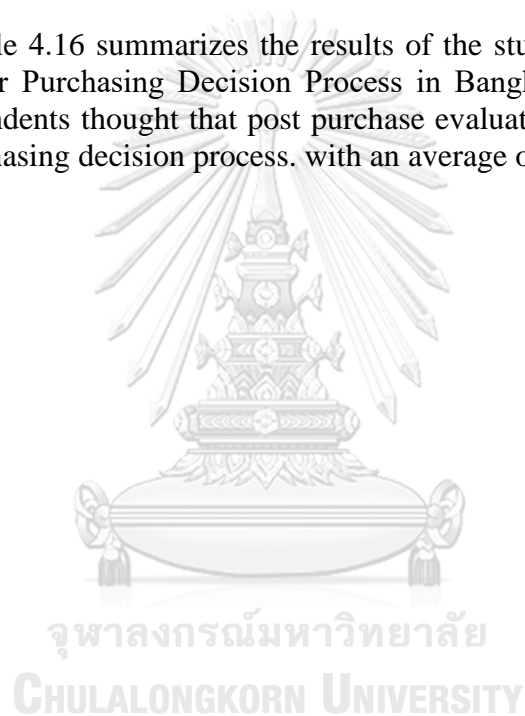 le 4.16 summarizes the results of the stu
r Purchasing Decision Process in Bangl
ndents thought that post purchase evaluat
hasing decision process. with an average o
จุฬาลงกรณ์มหาวิทยาลัย
CHULALONGKORN UNIVERSITY